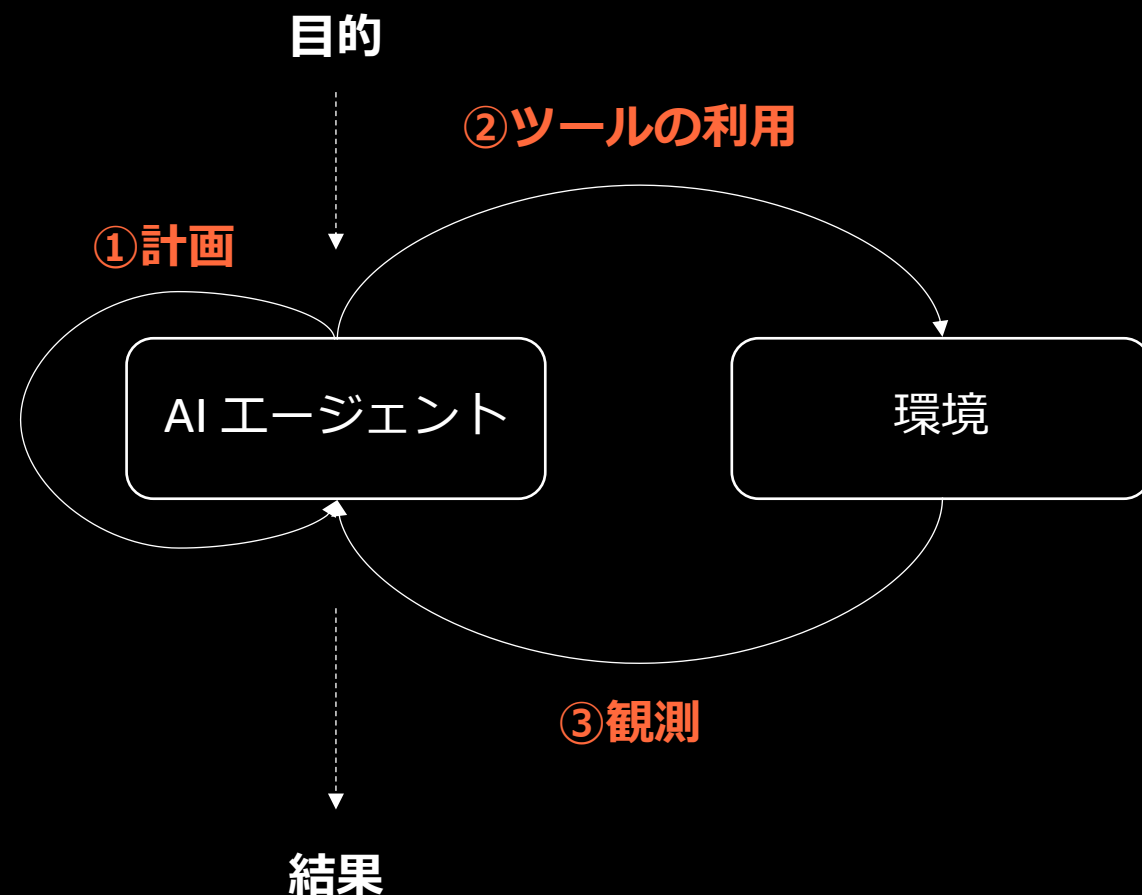 目的
②ツールの利用
①計画
AI エージェント
環境
③観測
結果